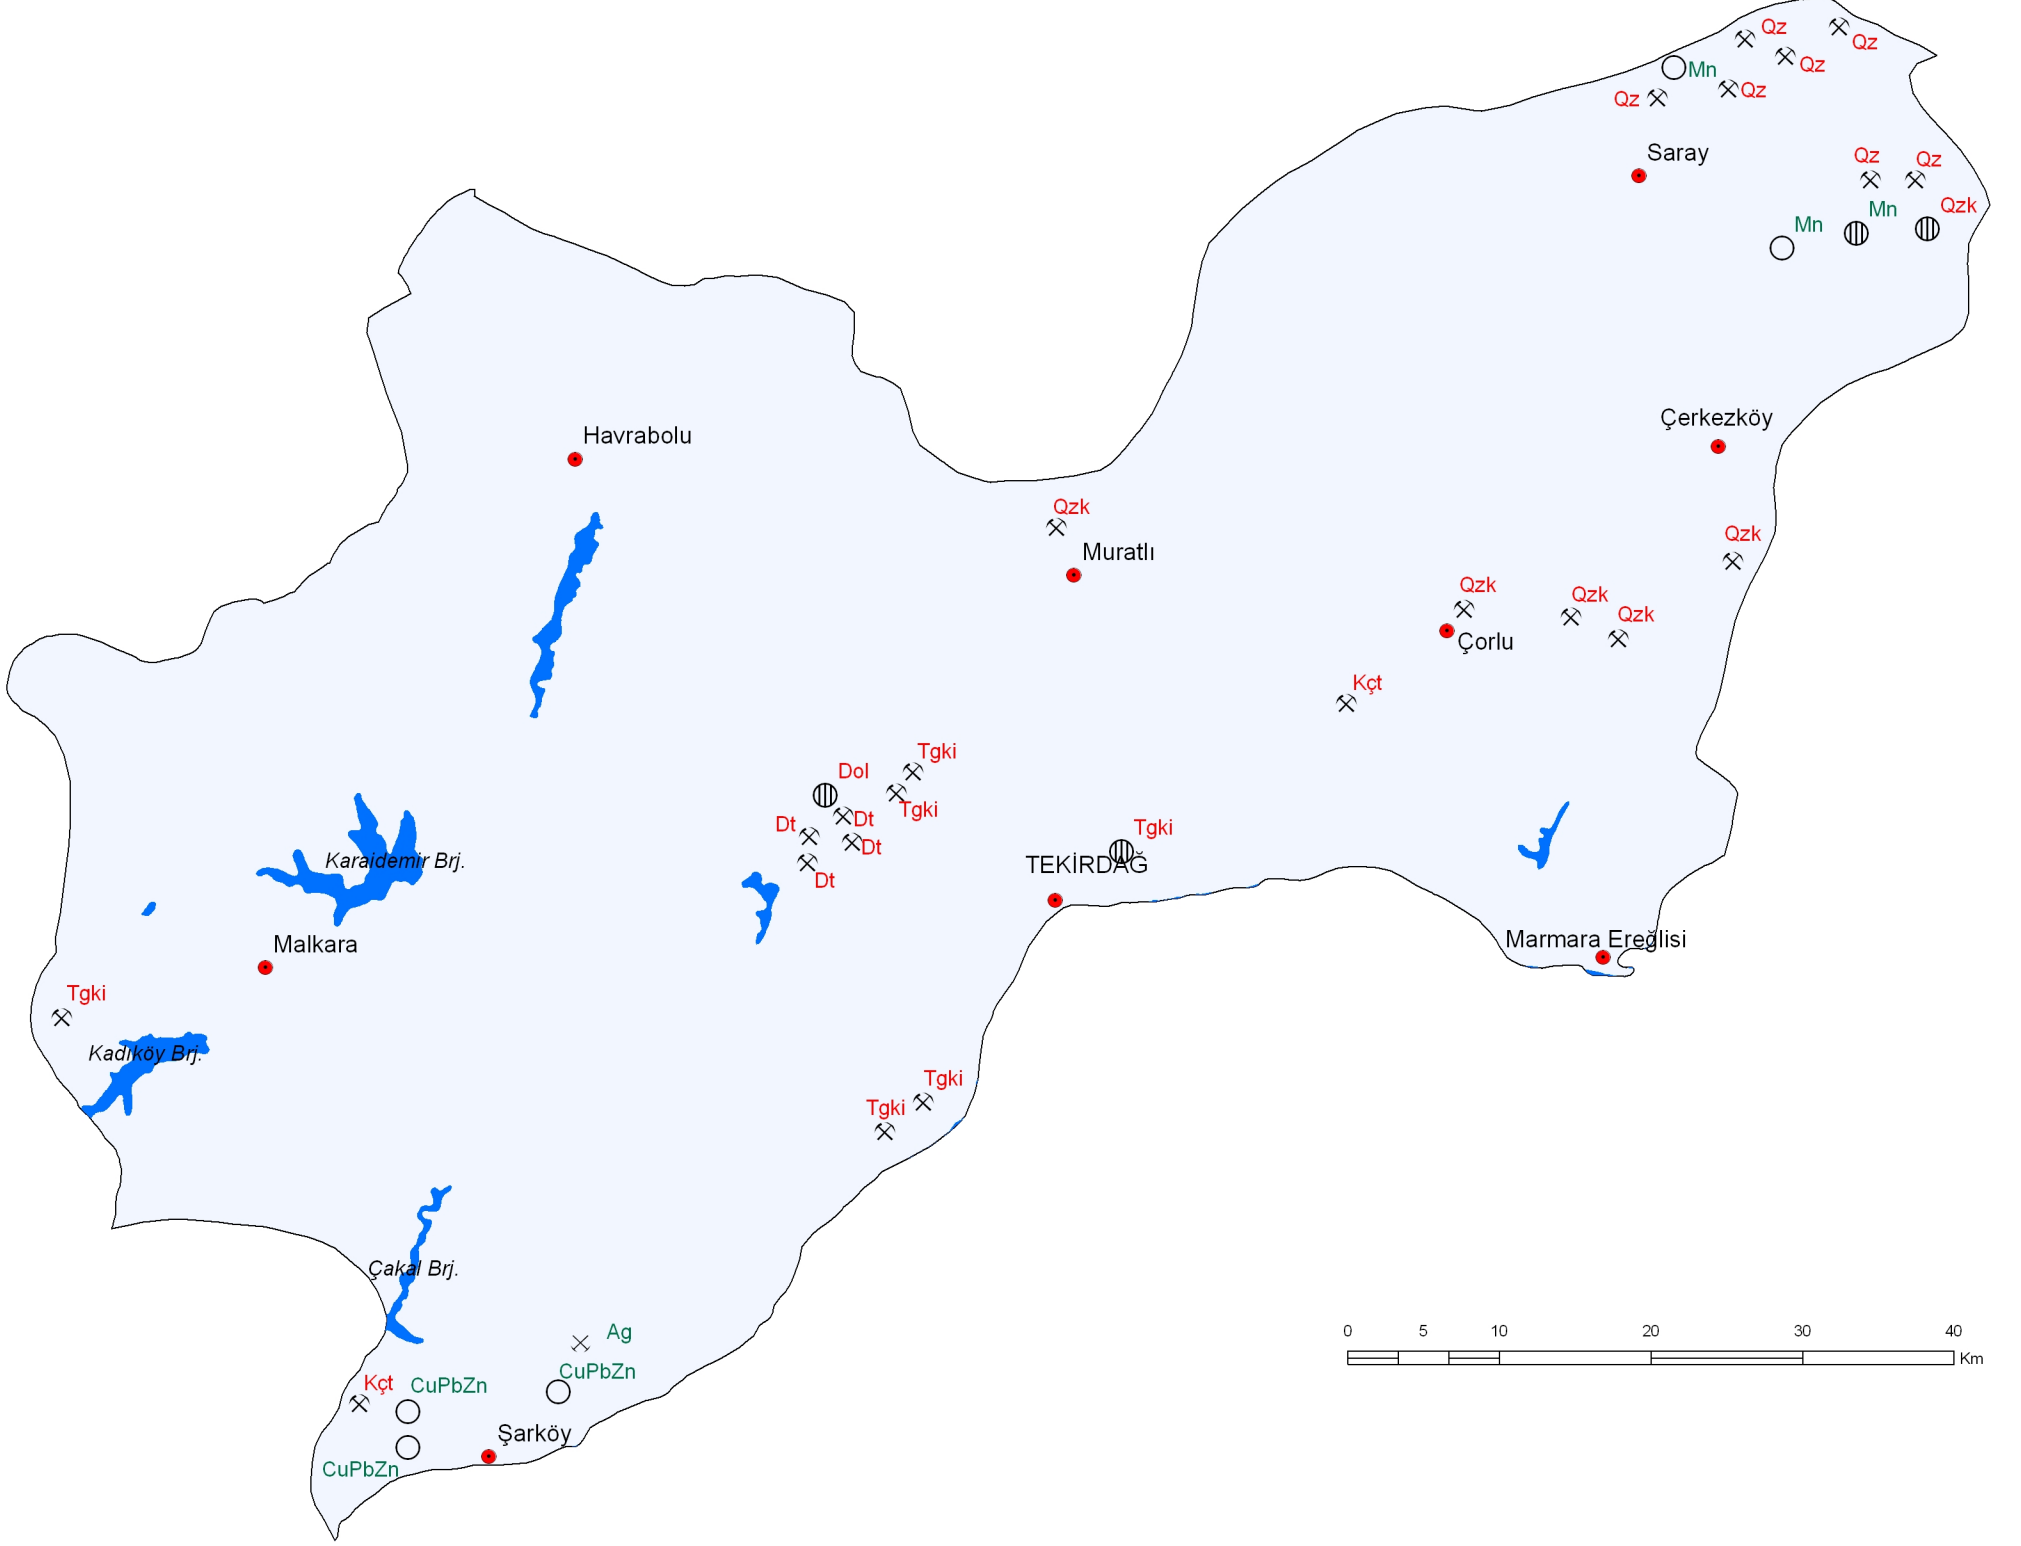 Qz
Qz
Qz
Mn
Qz
Qz
Saray
Qz
Qz
Qzk
Mn
Mn
Çerkezköy
Havrabolu
Qzk
Qzk
Muratlı
Qzk
Qzk
Qzk
Çorlu
Kçt
Tgki
Dol
Tgki
Dt
Dt
Tgki
Dt
Karaidemir Brj.
TEKİRDAĞ
Dt
Malkara
Marmara Ereğlisi
Tgki
Kadıköy Brj.
Tgki
Tgki
Çakal Brj.
Ag
0 5 10 20 30 40
Km
CuPbZn
Kçt
CuPbZn
Şarköy
CuPbZn